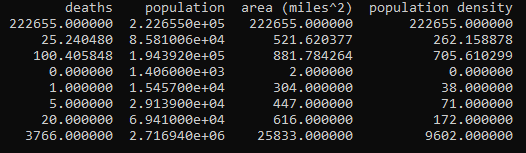 deaths population area (miles^2) population density
222655.000000 2.226550e+05 222655.000000 222655.000000
25.240480 8.581006e+04 521.620377 262.158878
100.405848 1.943920e+05 881.784264 705.610299
0.000000 1.406000e+03 2.000000 0.000000
1.000000 1.545700e+04 304.000000 38.000000
5.000000 2.913900e+04 447.000000 71.000000
20.000000 6.941000e+04 616.000000 172.000000
3766.000000 2.716940e+06 25833.000000 9602.000000